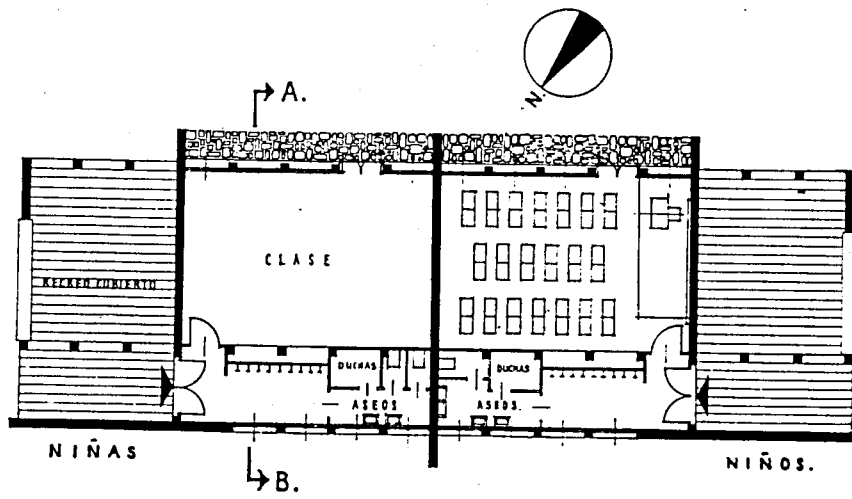 N.
A.
CLASE
RECREO CUBIERTO
DUCHAS
DUCHAS
ASEOS
ASEOS.
NIÑAS
NIÑOS.
B.